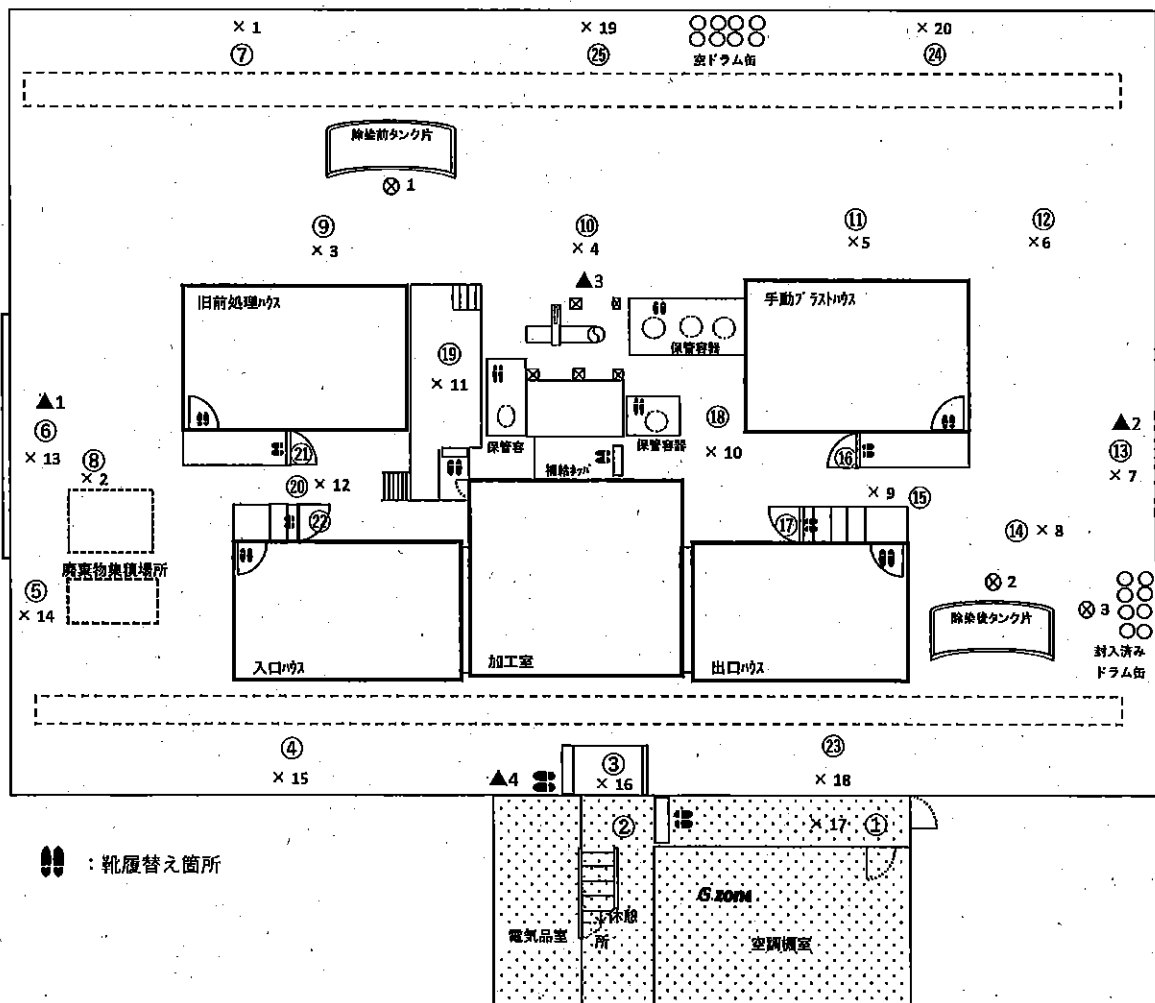 × 1
× 19
× 20
⑦
㉕
空ドラム缶
㉔
除染前タンク片
⊗ 1
⑨
⑩
⑪
⑫
× 3
× 4
×5
×6
▲3
旧前処理ハウス
手動ブラストハウス
保管容器
⑲
× 11
▲1
⑥
⑱
▲2
× 13
⑧
× 2
保管容
保管容器
× 10
⑬
× 7
㉑
補給ホッパ
⑯
⑳ × 12
× 9
⑮
㉒
⑰
⑭ × 8
廃棄物集積場所
⑤
× 14
⊗ 2
⊗ 3
除染後タンク片
封入済み
ドラム缶
入口ハウス
加工室
出口ハウス
④
③
㉓
× 15
▲4
× 16
× 18
②
× 17
①
：靴履替え箇所
G zone
休憩
所
電気品室
空調機室